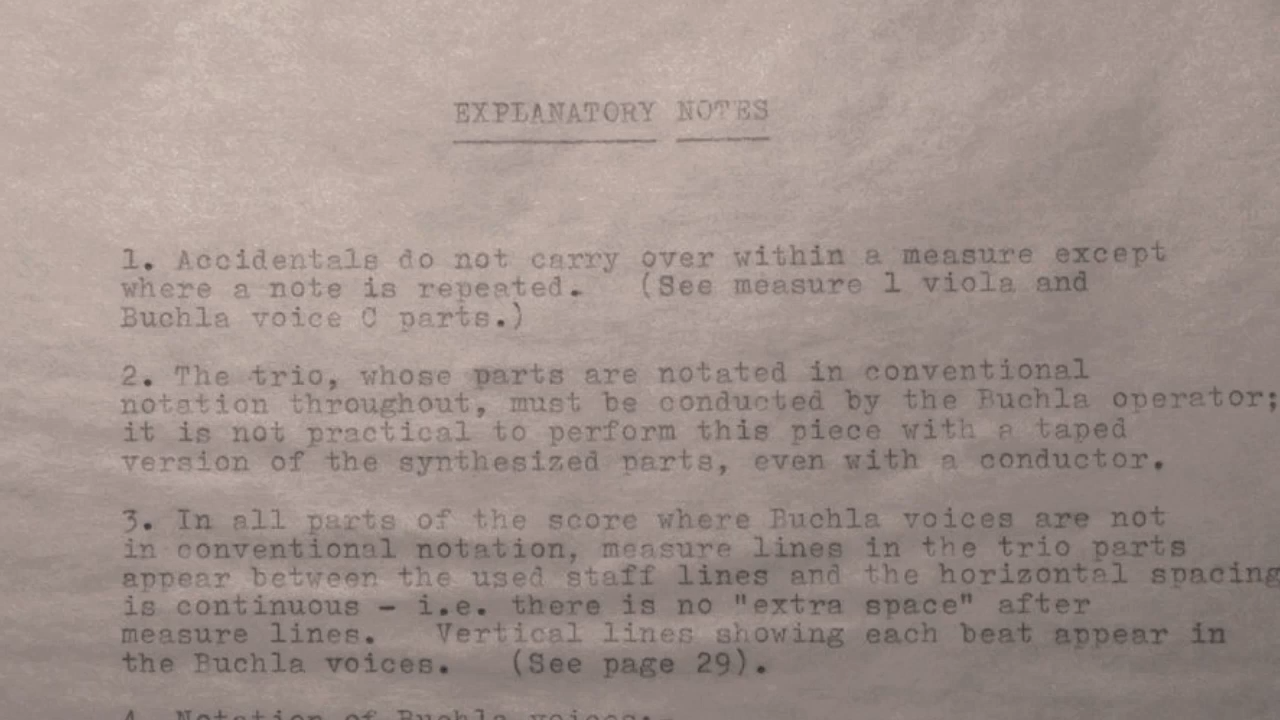 EXPLANATORY NOTES
1. Accidentals do not carry over within a measure except
where a note is repeated. (See measure 1 viola and
Buchla voice C parts.)
2. The trio, whose parts are notated in conventional
notation throughout, must be conducted by the Buchla operator;
it is not practical to perform this piece with a taped
version of the synthesized parts, even with a conductor.
3. In all parts of the score where Buchla voices are not
in conventional notation, measure lines in the trio parts
appear between the used staff lines and the horizontal spacing
is continuous - i.e. there is no "extra space" after
measure lines. Vertical lines showing each beat appear in
the Buchla voices. (See page 29).
4. Notation of Buchla voices: